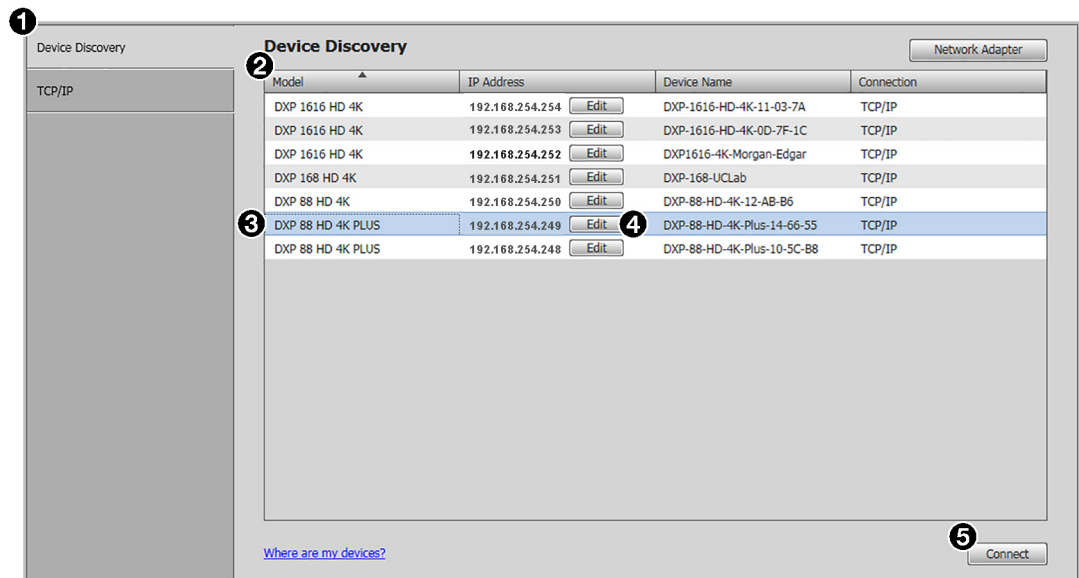 1
Device Discovery
Device Discovery
Network Adapter
TCP/IP
2
Model IP Address Device Name Connection
DXP 1616 HD 4K 192.168.254.254 Edit DXP-1616-HD-4K-11-03-7A TCP/IP
DXP 1616 HD 4K 192.168.254.253 Edit DXP-1616-HD-4K-0D-7F-1C TCP/IP
DXP 1616 HD 4K 192.168.254.252 Edit DXP1616-4K-Morgan-Edgar TCP/IP
DXP 168 HD 4K 192.168.254.251 Edit DXP-168-UCLab TCP/IP
DXP 88 HD 4K 192.168.254.250 Edit DXP-88-HD-4K-12-AB-B6 TCP/IP
3 DXP 88 HD 4K PLUS 192.168.254.249 Edit 4 DXP-88-HD-4K-Plus-14-66-55 TCP/IP
DXP 88 HD 4K PLUS 192.168.254.248 Edit DXP-88-HD-4K-Plus-10-5C-B8 TCP/IP
5
Where are my devices? Connect